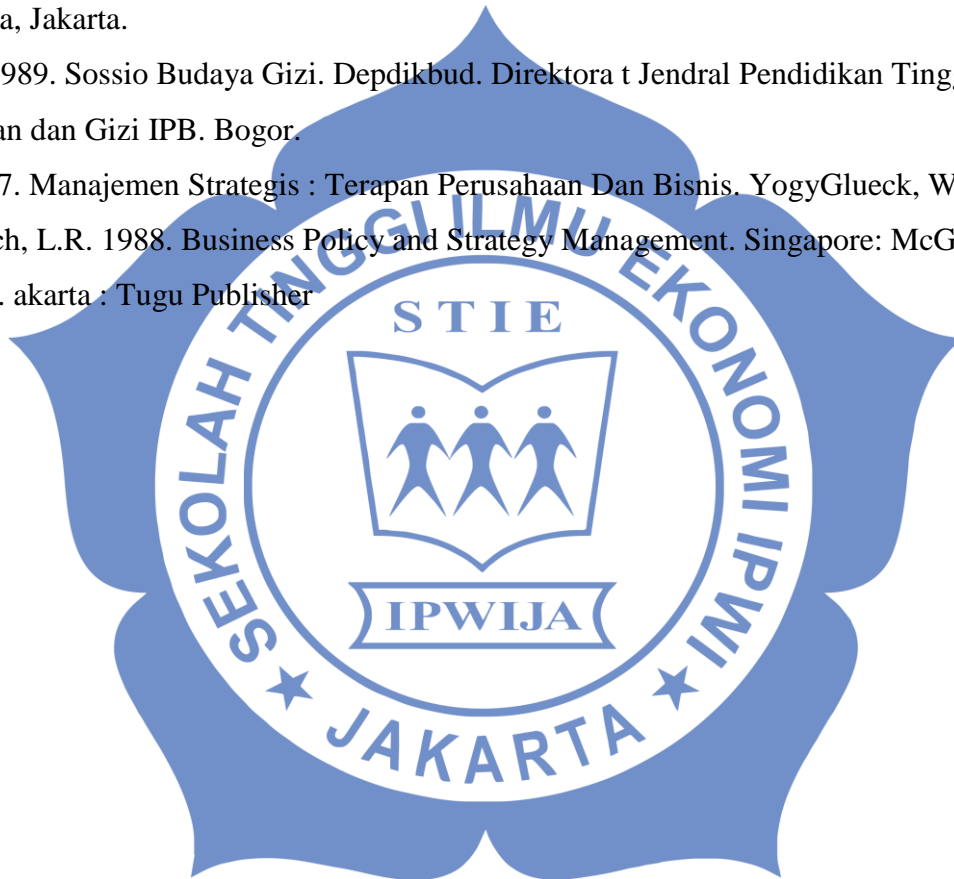 a, Jakarta.
989. Sossio Budaya Gizi. Depdikbud. Direktora t Jendral Pendidikan Ting
an dan Gizi IPB. Bogor.
7. Manajemen Strategis : Terapan Perusahaan Dan Bisnis. YogyGlueck, W
ch, L.R. 1988. Business Policy and Strategy Management. Singapore: McG
. akarta : Tugu Publisher
SEKOLAH TINGGI ILMU EKONOMI IPWI
STIE
IPWIJA
JAKARTA